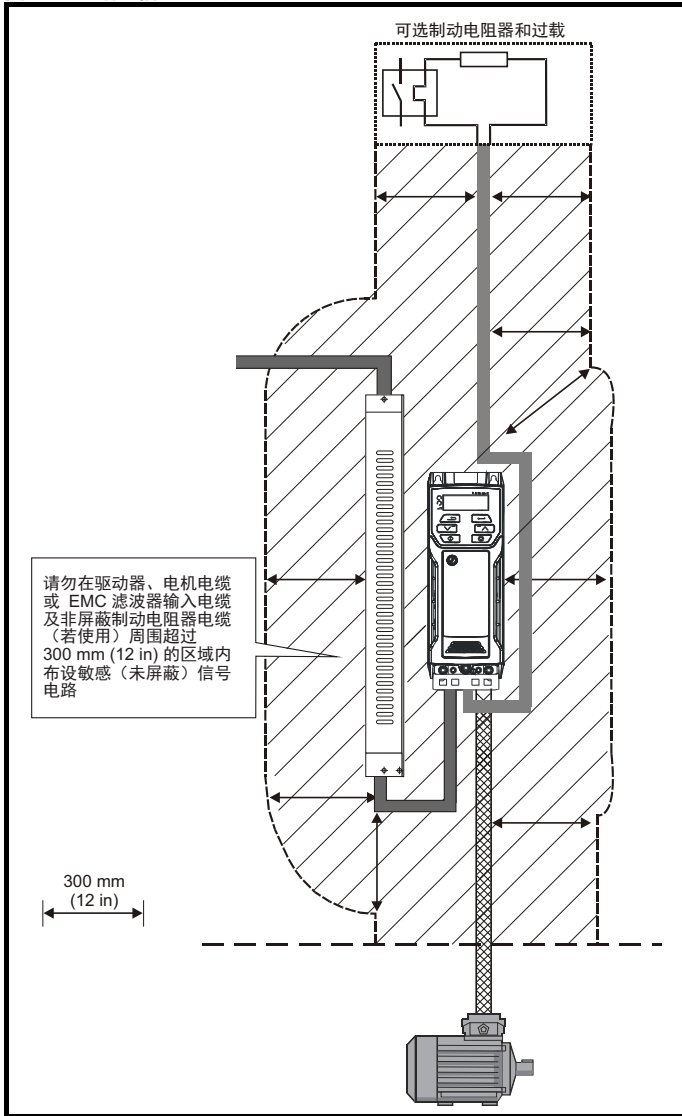 可选制动电阻器和过载
请勿在驱动器、电机电缆
或 EMC 滤波器输入电缆
及非屏蔽制动电阻器电缆
（若使用）周围超过
300 mm (12 in) 的区域内
布设敏感（未屏蔽）信号
电路
300 mm
(12 in)